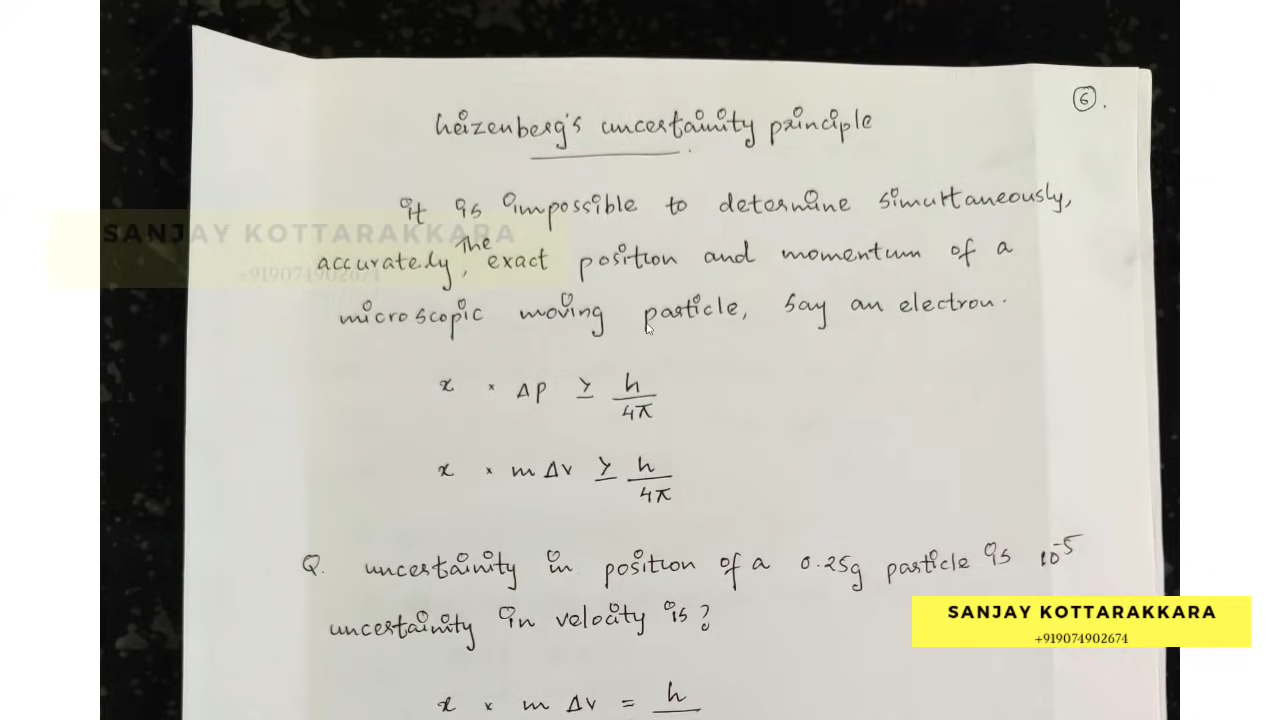 6.
heizenberg's uncertainity principle
it is impossible to determine simultaneously,
accurately, The exact position and momentum of a
microscopic moving particle, say an electron.
x × Δp ≥ h/4π
x × m Δv ≥ h/4π
Q. uncertainity in position of a 0.25g particle is 10⁻⁵
uncertainity in velocity is?
x × m Δv = h
SANJAY KOTTARAKKARA
+919074902674
SANJAY KOTTARAKKARA
+919074902674